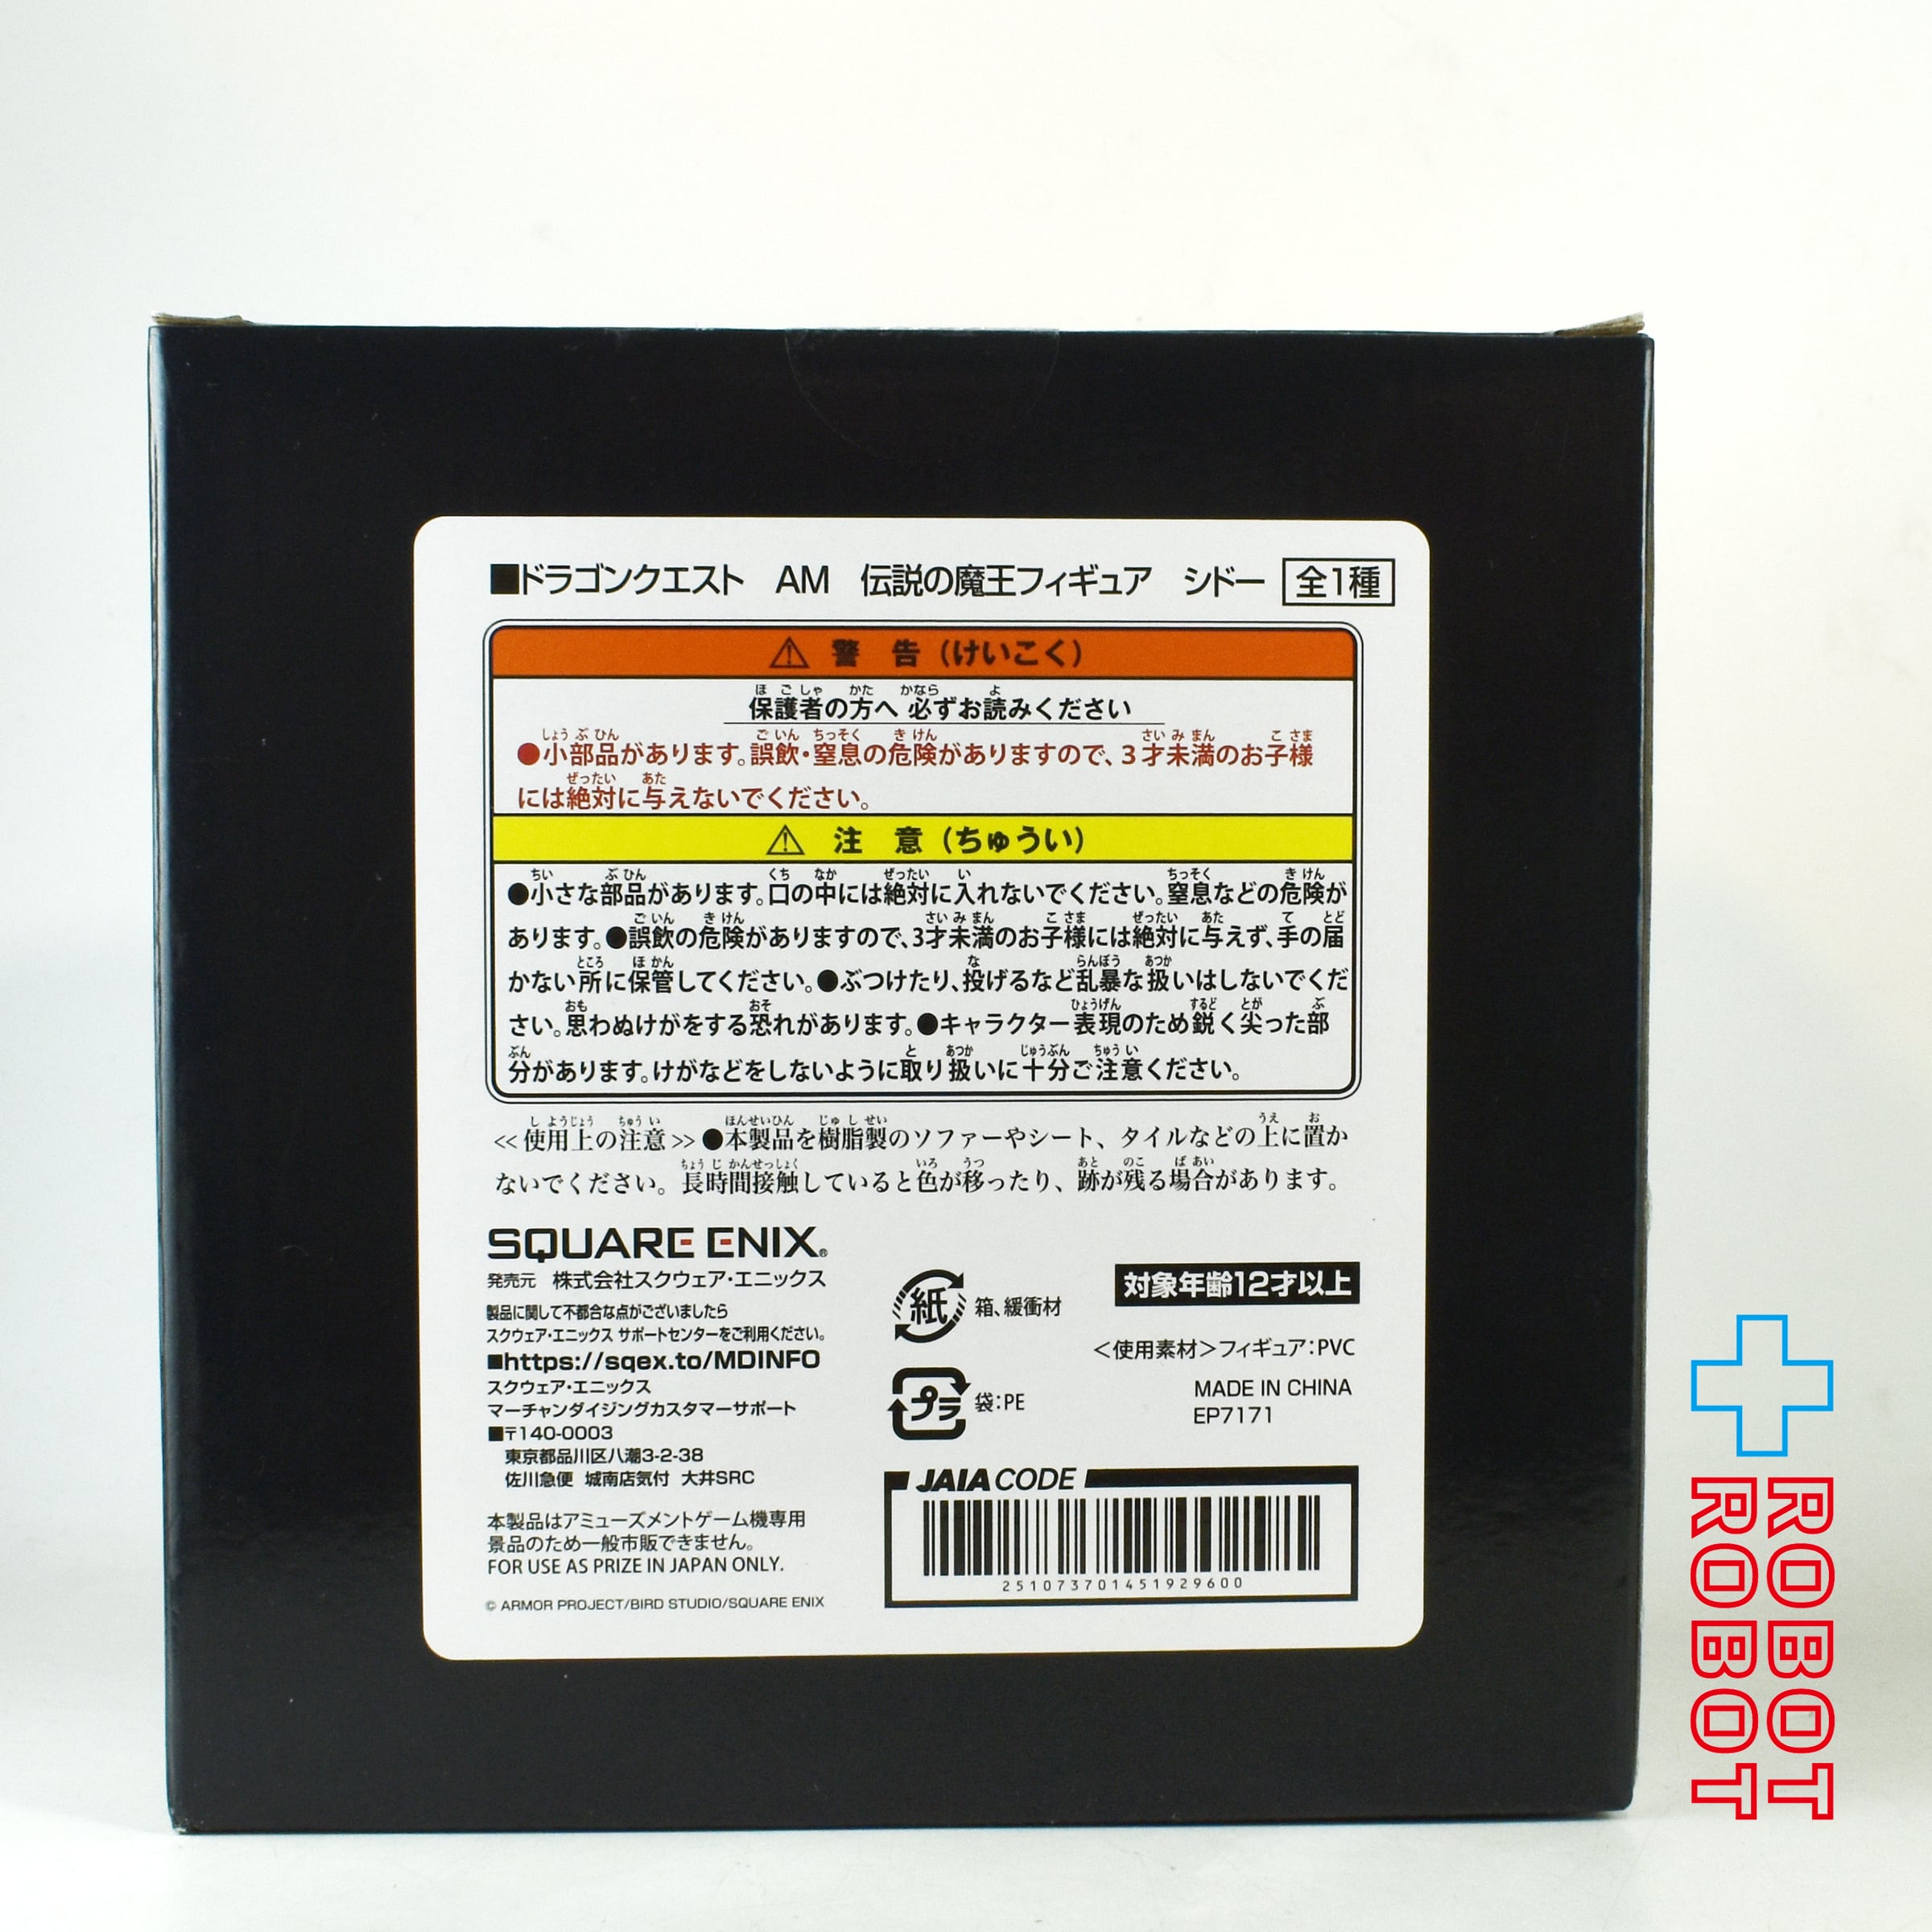 ■ドラゴンクエスト　AM　伝説の魔王フィギュア　シドー 全1種
⚠ 警　告（けいこく）
保護者の方へ 必ずお読みください
●小部品があります。誤飲・窒息の危険がありますので、3才未満のお子様
には絶対に与えないでください。
⚠ 注　意（ちゅうい）
●小さな部品があります。口の中には絶対に入れないでください。窒息などの危険が
あります。●誤飲の危険がありますので、3才未満のお子様には絶対に与えず、手の届
かない所に保管してください。●ぶつけたり、投げるなど乱暴な扱いはしないでくだ
さい。思わぬけがをする恐れがあります。●キャラクター表現のため鋭く尖った部
分があります。けがなどをしないように取り扱いに十分ご注意ください。
≪使用上の注意≫●本製品を樹脂製のソファーやシート、タイルなどの上に置か
ないでください。長時間接触していると色が移ったり、跡が残る場合があります。
SQUARE ENIX®
発売元　株式会社スクウェア・エニックス
製品に関して不都合な点がございましたら
スクウェア・エニックス サポートセンターをご利用ください。
■https://sqex.to/MDINFO
スクウェア・エニックス
マーチャンダイジングカスタマーサポート
■〒140-0003
東京都品川区八潮3-2-38
佐川急便 城南店気付 大井SRC
本製品はアミューズメントゲーム機専用
景品のため一般市販できません。
FOR USE AS PRIZE IN JAPAN ONLY.
© ARMOR PROJECT/BIRD STUDIO/SQUARE ENIX
紙 箱、緩衝材
プラ 袋：PE
対象年齢12才以上
＜使用素材＞フィギュア：PVC
MADE IN CHINA
EP7171
JAIA CODE
251073701451929600
ROBOT
ROBOT